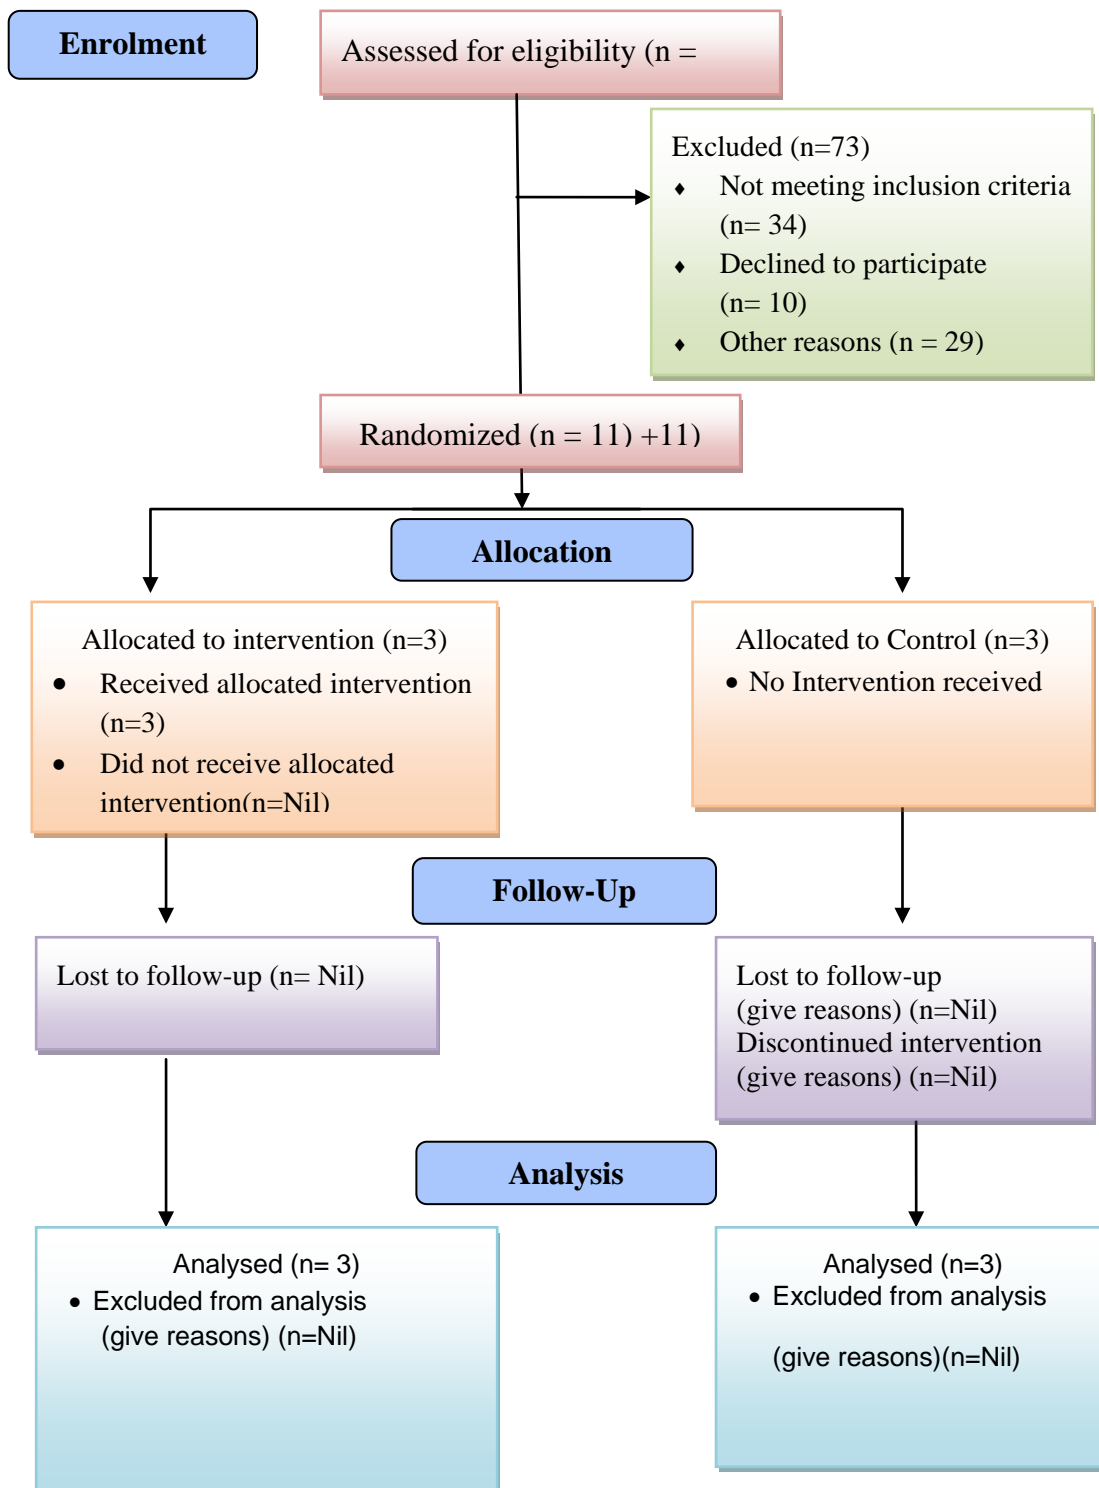 Enrolment
Assessed for eligibility (n =
Excluded (n=73)
♦ Not meeting inclusion criteria
(n= 34)
♦ Declined to participate
(n= 10)
♦ Other reasons (n = 29)
Randomized (n = 11) +11)
Allocation
Allocated to intervention (n=3)
• Received allocated intervention
(n=3)
• Did not receive allocated
intervention(n=Nil)
Allocated to Control (n=3)
• No Intervention received
Follow-Up
Lost to follow-up (n= Nil)
Lost to follow-up
(give reasons) (n=Nil)
Discontinued intervention
(give reasons) (n=Nil)
Analysis
Analysed (n= 3)
• Excluded from analysis
(give reasons) (n=Nil)
Analysed (n=3)
• Excluded from analysis
(give reasons)(n=Nil)